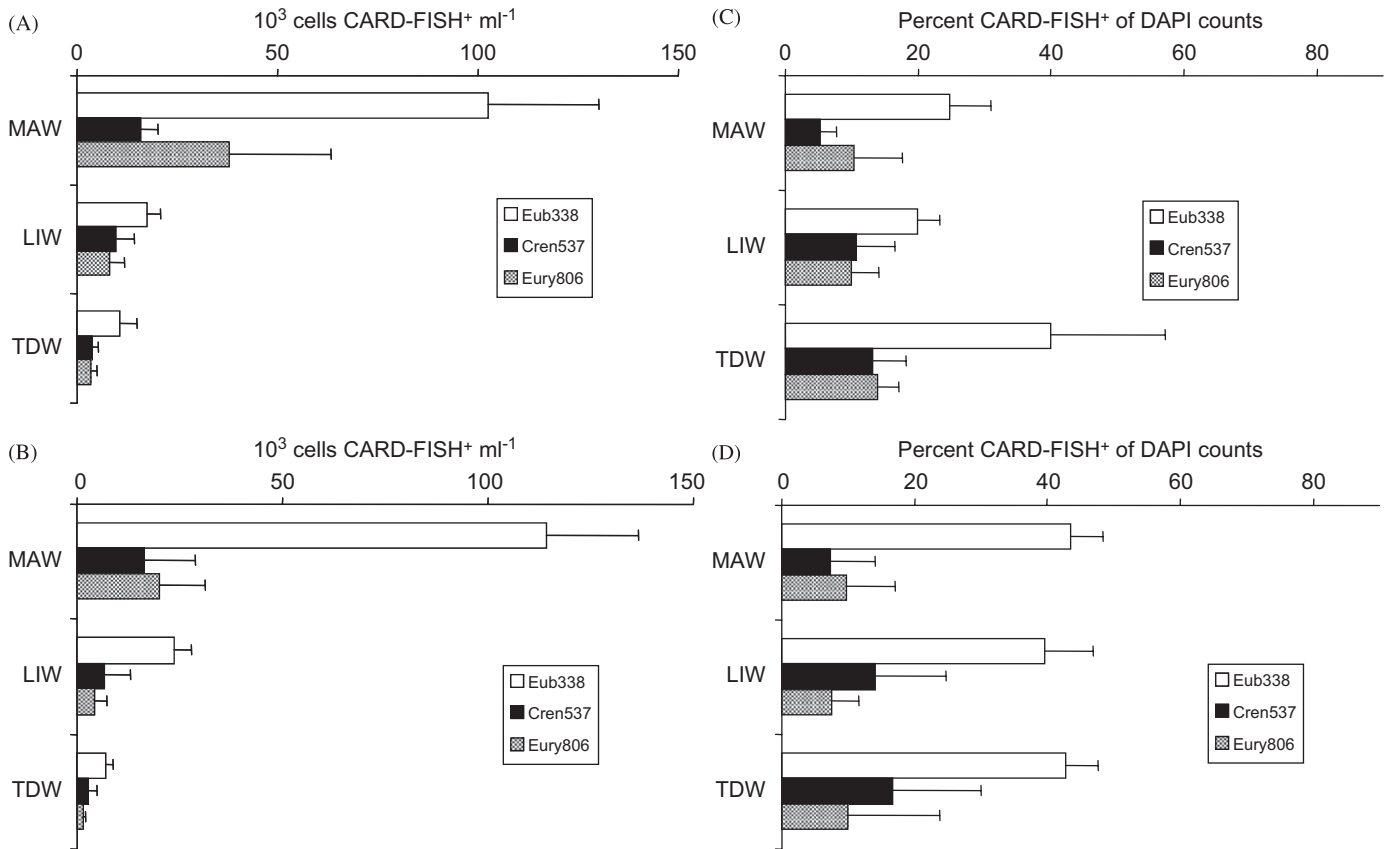 (A)
10³ cells CARD-FISH⁺ ml⁻¹
0 50 100 150
MAW
LIW
TDW
Eub338
Cren537
Eury806
(C)
Percent CARD-FISH⁺ of DAPI counts
0 20 40 60 80
MAW
LIW
TDW
Eub338
Cren537
Eury806
(B)
10³ cells CARD-FISH⁺ ml⁻¹
0 50 100 150
MAW
LIW
TDW
Eub338
Cren537
Eury806
(D)
Percent CARD-FISH⁺ of DAPI counts
0 20 40 60 80
MAW
LIW
TDW
Eub338
Cren537
Eury806